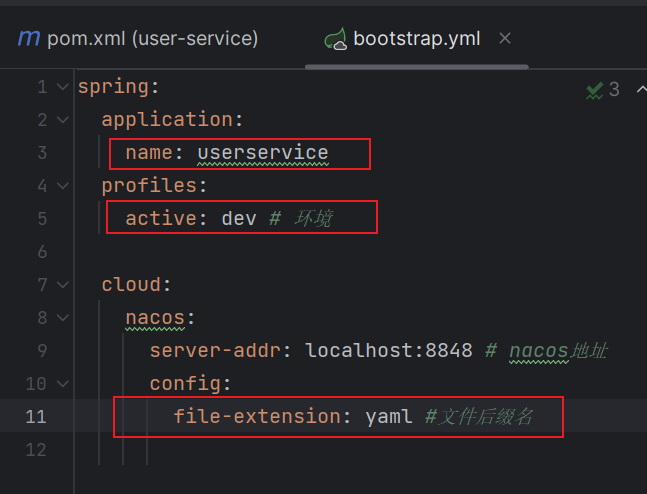 m pom.xml (user-service) bootstrap.yml ×
1 spring: 3
2 application:
3 name: userservice
4 profiles:
5 active: dev # 环境
6
7 cloud:
8 nacos:
9 server-addr: localhost:8848 # nacos地址
10 config:
11 file-extension: yaml #文件后缀名
12